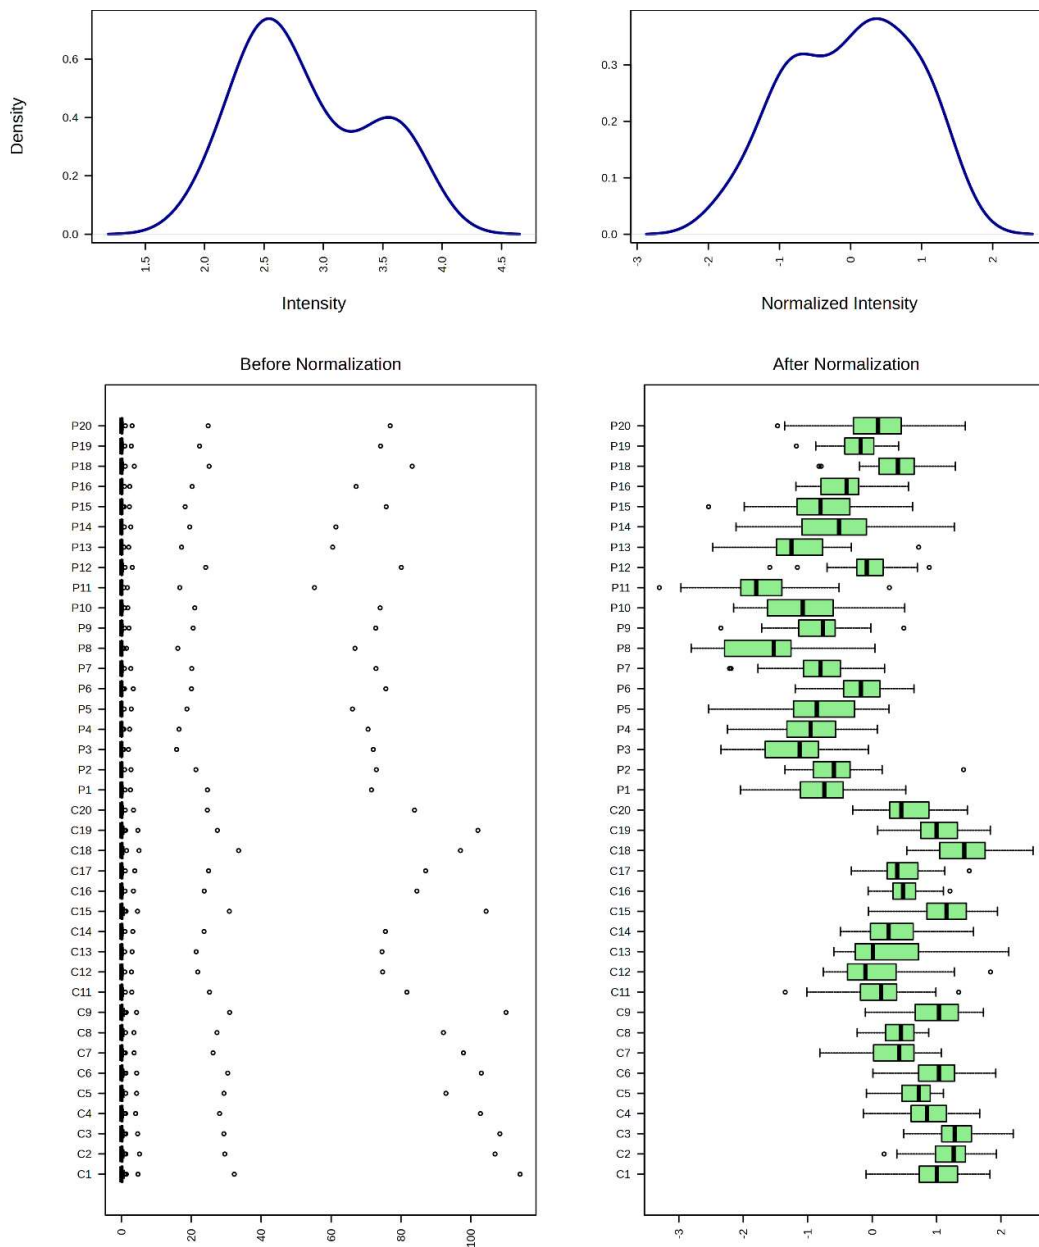 Density
0.6
0.4
0.2
0.0
1.5
2.0
2.5
3.0
3.5
4.0
4.5
Intensity
0.3
0.2
0.1
0.0
-3
-2
-1
0
1
2
Normalized Intensity
Before Normalization
P20
P19
P18
P16
P15
P14
P13
P12
P11
P10
P9
P8
P7
P6
P5
P4
P3
P2
P1
C20
C19
C18
C17
C16
C15
C14
C13
C12
C11
C9
C8
C7
C6
C5
C4
C3
C2
C1
0
20
40
60
80
100
After Normalization
P20
P19
P18
P16
P15
P14
P13
P12
P11
P10
P9
P8
P7
P6
P5
P4
P3
P2
P1
C20
C19
C18
C17
C16
C15
C14
C13
C12
C11
C9
C8
C7
C6
C5
C4
C3
C2
C1
-3
-2
-1
0
1
2